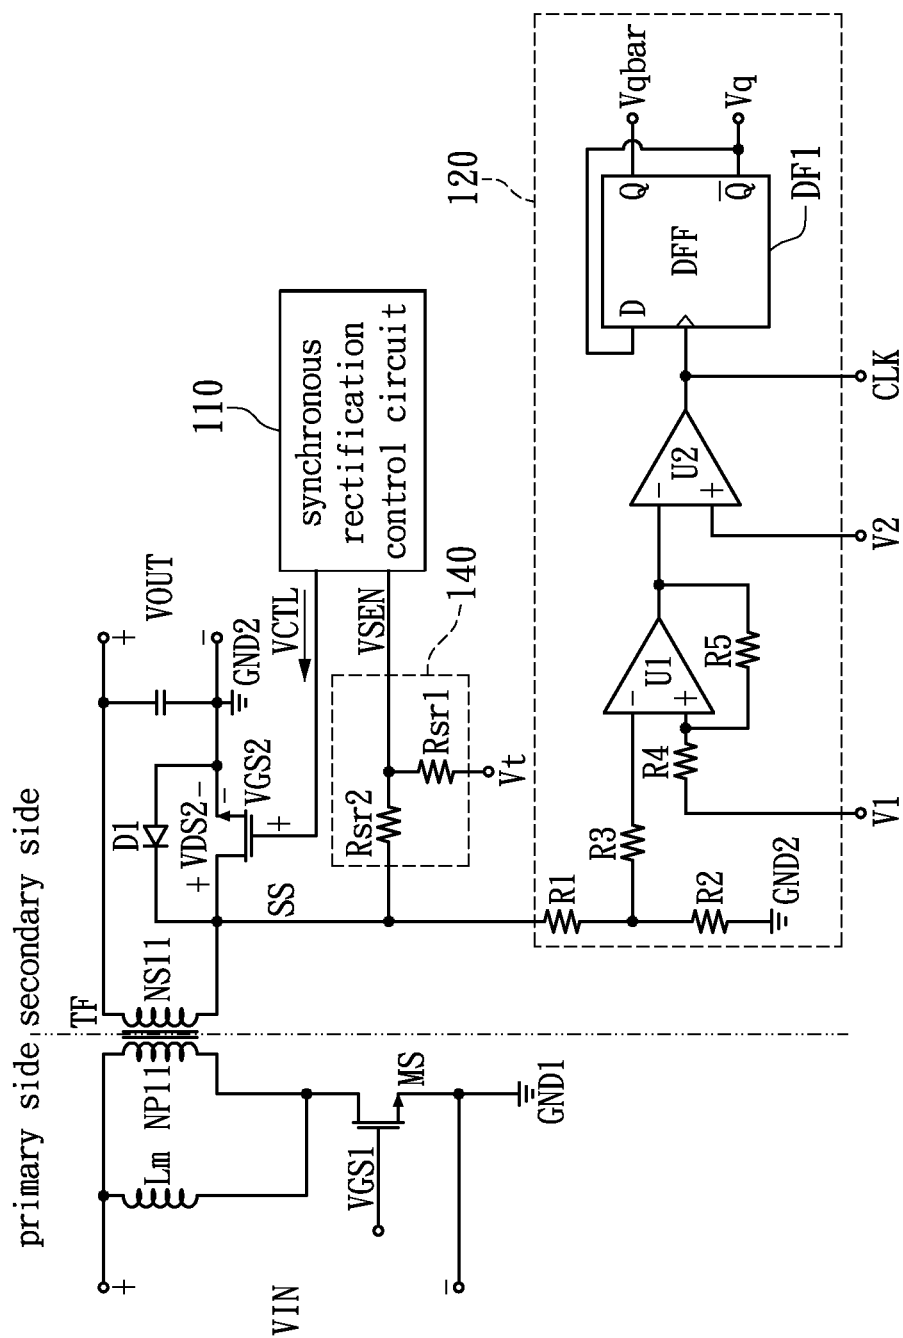 primary side secondary side
TF
VIN
+
-
Lm
NP11
NS11
VGS1
MS
GND1
D1
+ VDS2 -
-
VGS2
+
SS
+
VOUT
-
GND2
VCTL
110
synchronous
rectification
control circuit
VSEN
140
Rsr2
Rsr1
Vt
120
R1
R2
GND2
R3
R4
R5
-
+
U1
V1
-
+
U2
V2
CLK
D
DFF
Q
Q̅
DF1
Vqbar
Vq